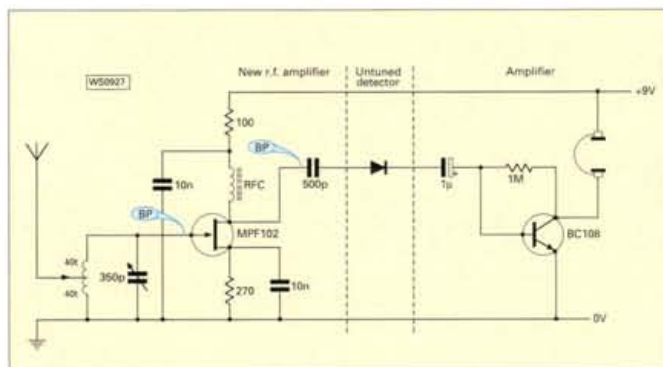 WS0927
New r.f. amplifier
Untuned
detector
Amplifier
+9V
100
BP
RFC
500p
10n
1µ
1M
BP
MPF102
BC108
40t
350p
40t
270
10n
0V